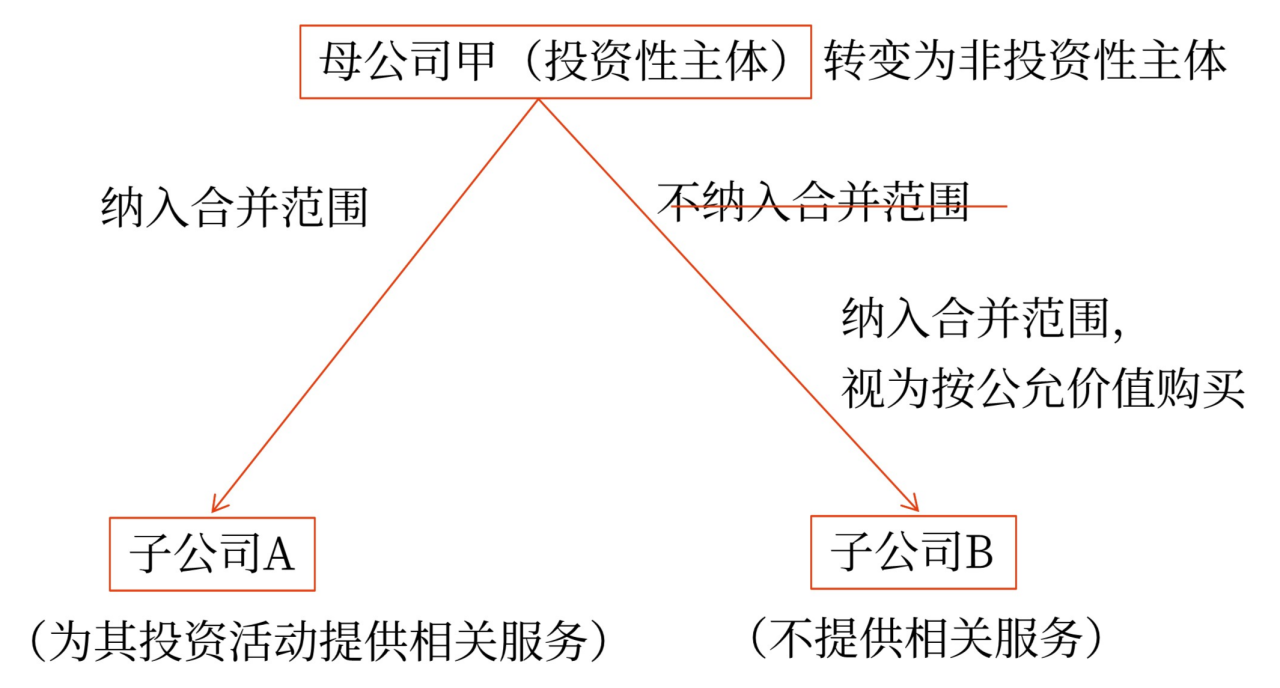 母公司甲（投资性主体）转变为非投资性主体
纳入合并范围
不纳入合并范围
纳入合并范围，
视为按公允价值购买
子公司A
子公司B
（为其投资活动提供相关服务）
（不提供相关服务）